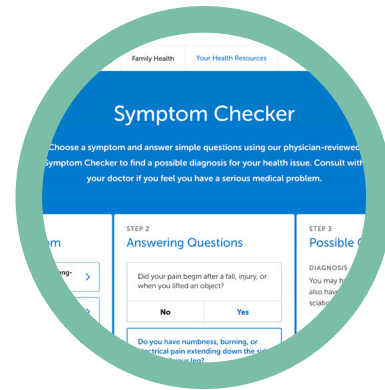 Family Health Your Health Resources
Symptom Checker
Choose a symptom and answer simple questions using our physician-reviewed
Symptom Checker to find a possible diagnosis for your health issue. Consult with
your doctor if you feel you have a serious medical problem.
STEP 2
Answering Questions
Did your pain begin after a fall, injury, or
when you lifted an object?
No Yes
Do you have numbness, burning, or
electrical pain extending down the
leg?
STEP 3
Possible
DIAGNOSIS
You may
also have